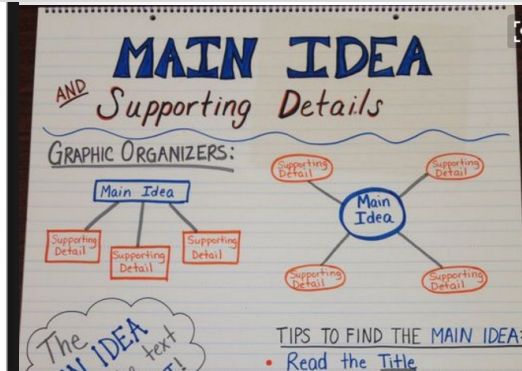 MAIN IDEA
AND Supporting Details
GRAPHIC ORGANIZERS:
Main Idea
Supporting
Detail
Supporting
Detail
Supporting
Detail
Supporting
Detail
Supporting
Detail
Main
Idea
Supporting
Detail
Supporting
Detail
The
IDEA
text
TIPS TO FIND THE MAIN IDEA:
• Read the Title